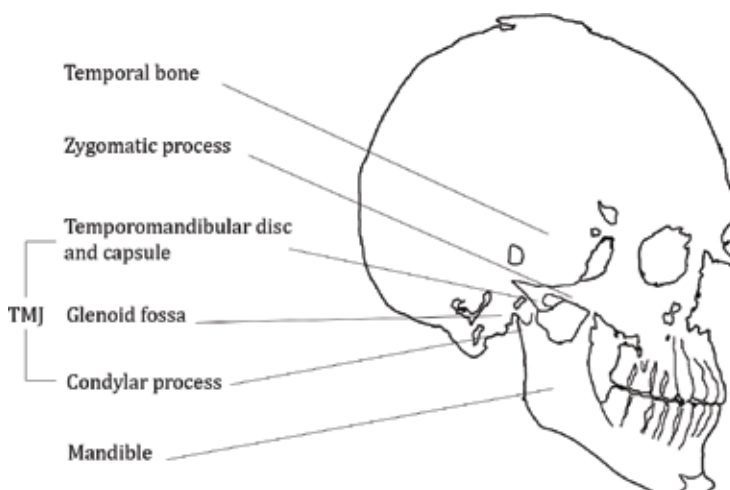 Temporal bone
Zygomatic process
Temporomandibular disc
and capsule
TMJ
Glenoid fossa
Condylar process
Mandible